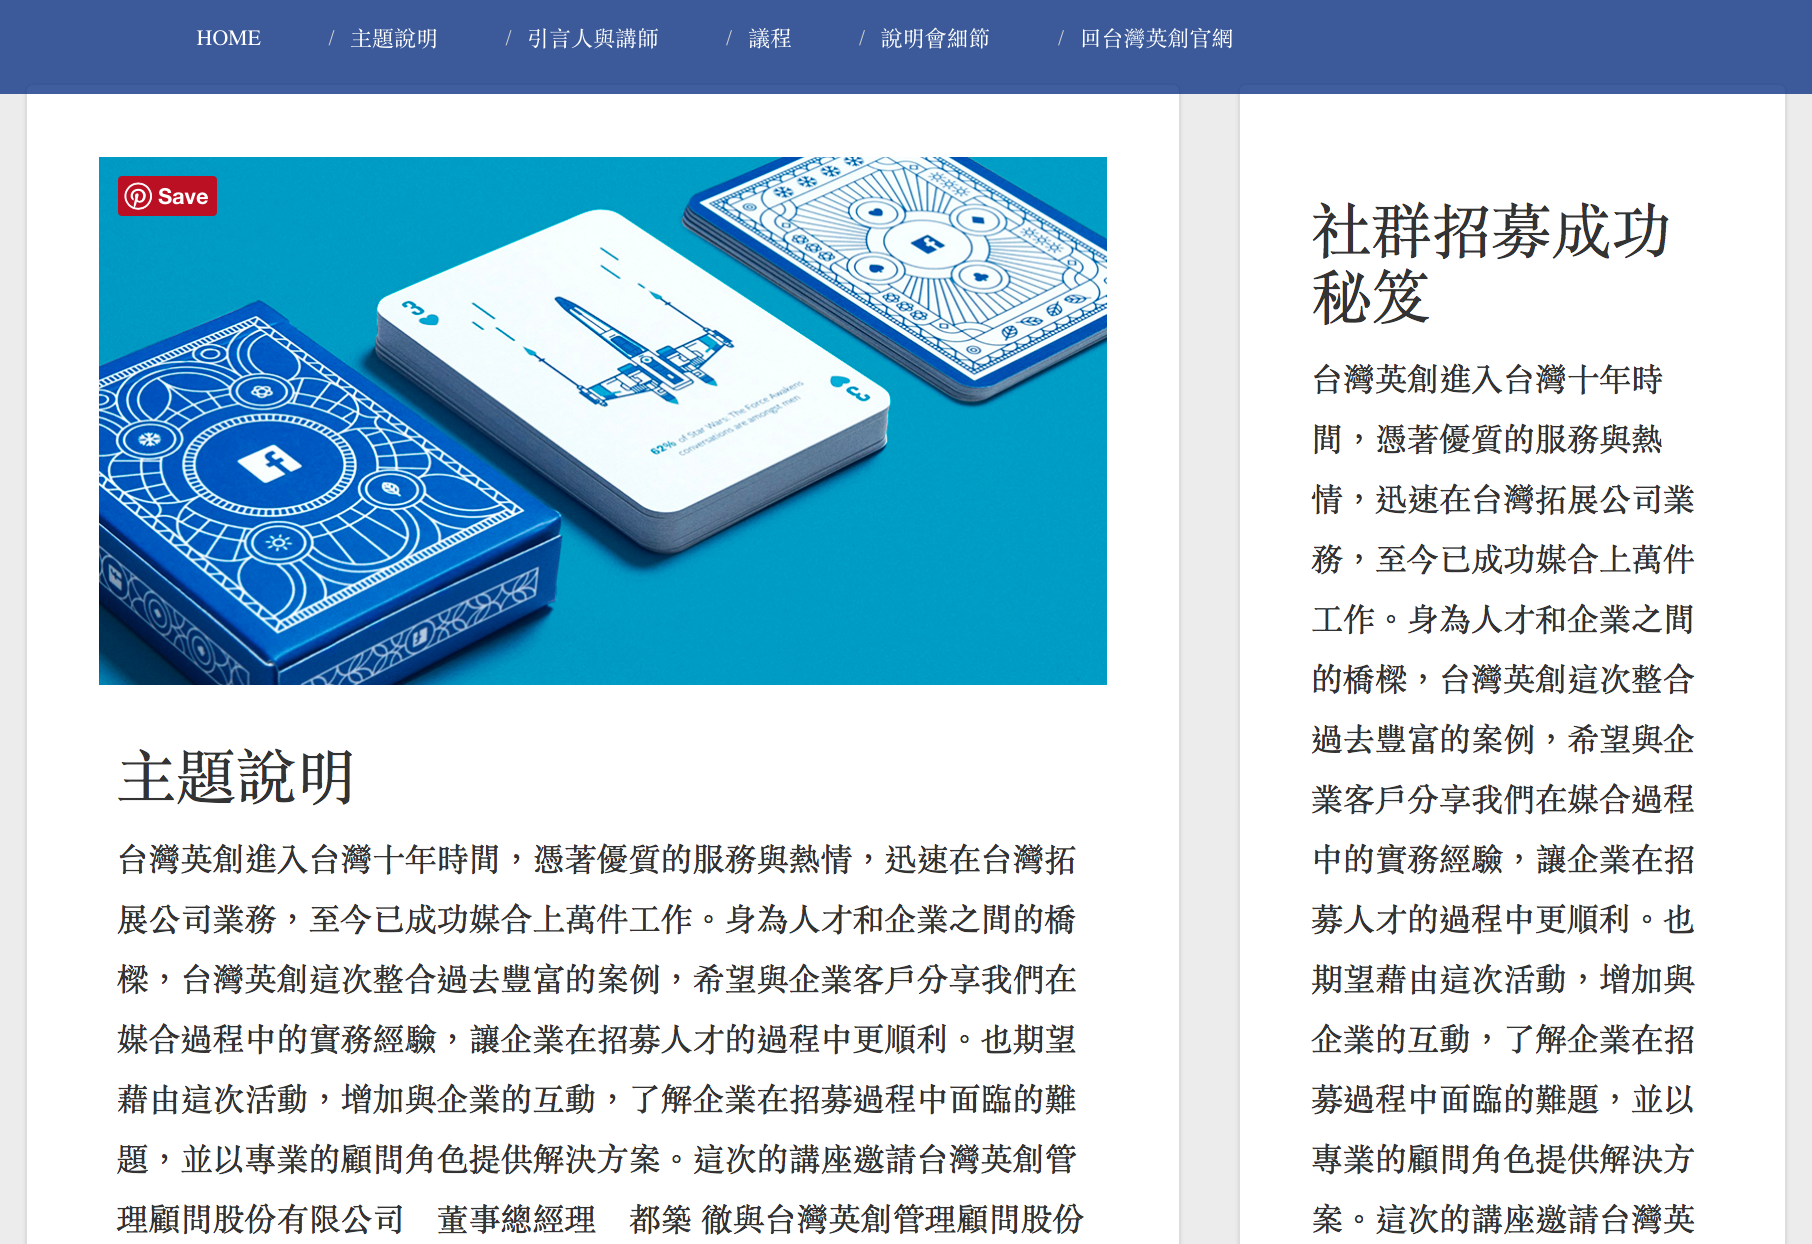 HOME / 主題說明 / 引言人與講師 / 議程 / 說明會細節 / 回台灣英創官網
Save
3
62% of Star Wars: The Force Awakens
conversations are amongst men
3
主題說明
台灣英創進入台灣十年時間，憑著優質的服務與熱情，迅速在台灣拓
展公司業務，至今已成功媒合上萬件工作。身為人才和企業之間的橋
樑，台灣英創這次整合過去豐富的案例，希望與企業客戶分享我們在
媒合過程中的實務經驗，讓企業在招募人才的過程中更順利。也期望
藉由這次活動，增加與企業的互動，了解企業在招募過程中面臨的難
題，並以專業的顧問角色提供解決方案。這次的講座邀請台灣英創管
理顧問股份有限公司　董事總經理　都築 徹與台灣英創管理顧問股份
社群招募成功
秘笈
台灣英創進入台灣十年時
間，憑著優質的服務與熱
情，迅速在台灣拓展公司業
務，至今已成功媒合上萬件
工作。身為人才和企業之間
的橋樑，台灣英創這次整合
過去豐富的案例，希望與企
業客戶分享我們在媒合過程
中的實務經驗，讓企業在招
募人才的過程中更順利。也
期望藉由這次活動，增加與
企業的互動，了解企業在招
募過程中面臨的難題，並以
專業的顧問角色提供解決方
案。這次的講座邀請台灣英